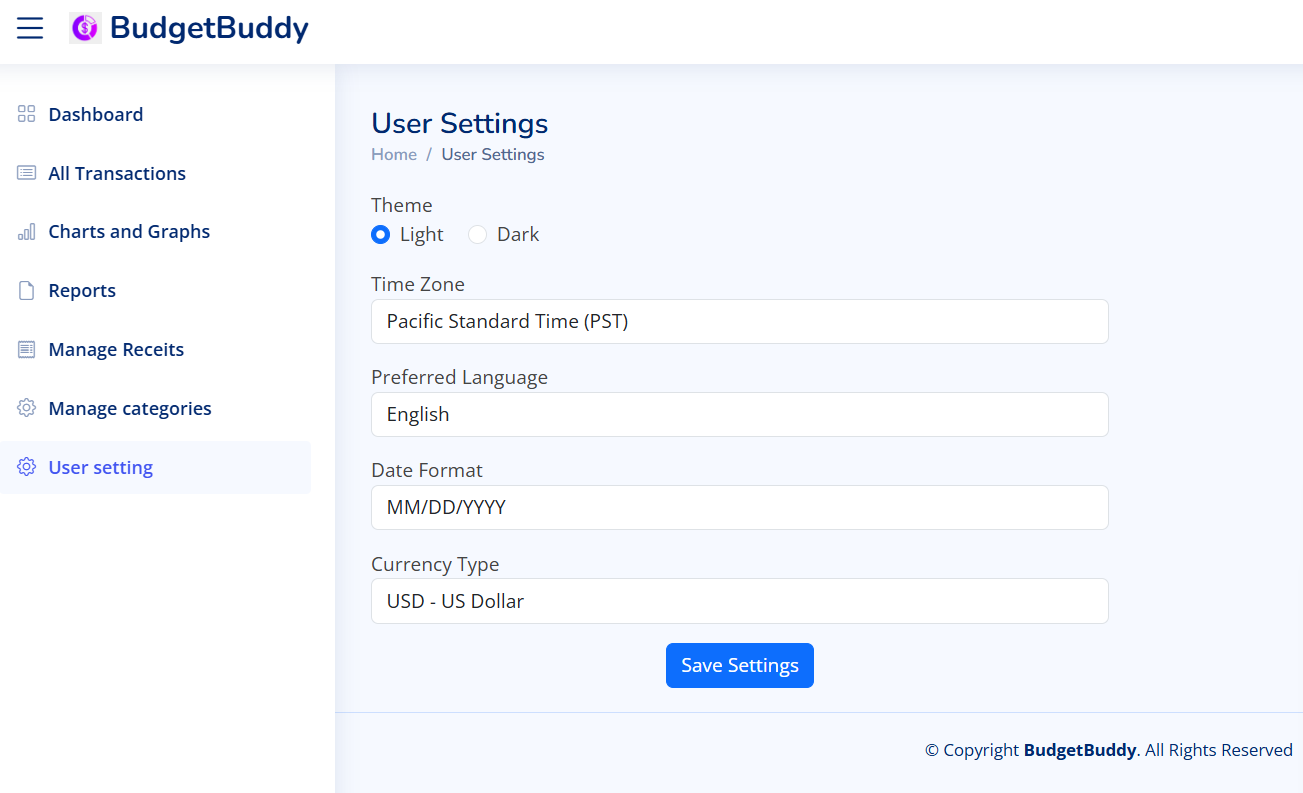 BudgetBuddy
Dashboard
All Transactions
Charts and Graphs
Reports
Manage Receits
Manage categories
User setting
User Settings
Home / User Settings
Theme
Light Dark
Time Zone
Pacific Standard Time (PST)
Preferred Language
English
Date Format
MM/DD/YYYY
Currency Type
USD - US Dollar
Save Settings
© Copyright BudgetBuddy. All Rights Reserved